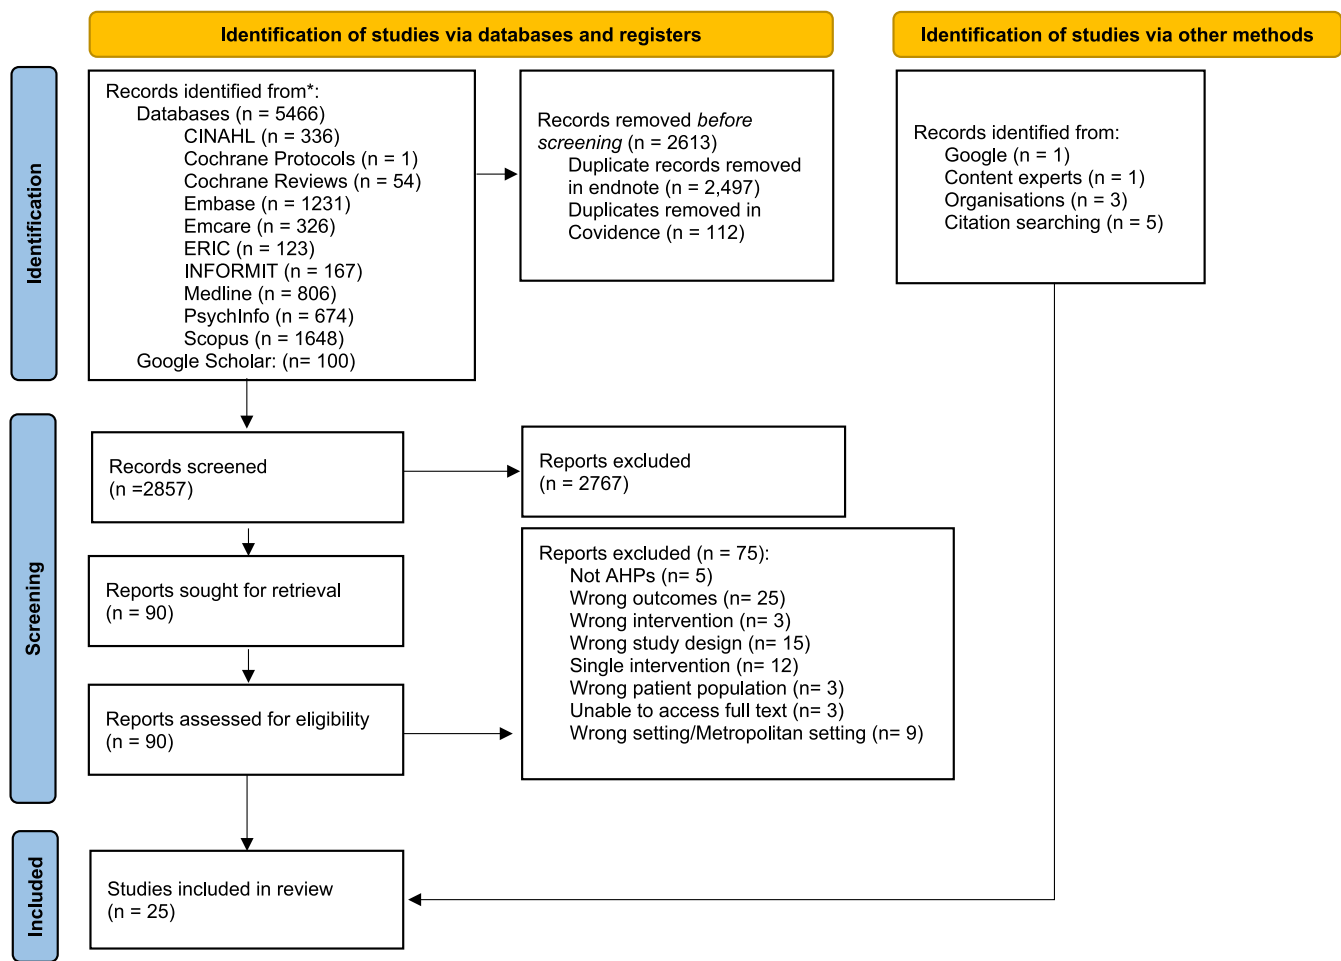 Identification of studies via databases and registers
Identification of studies via other methods
Identification
Records identified from*:
Databases (n = 5466)
CINAHL (n = 336)
Cochrane Protocols (n = 1)
Cochrane Reviews (n = 54)
Embase (n = 1231)
Emcare (n = 326)
ERIC (n = 123)
INFORMIT (n = 167)
Medline (n = 806)
PsychInfo (n = 674)
Scopus (n = 1648)
Google Scholar: (n= 100)
Records removed before
screening (n = 2613)
Duplicate records removed
in endnote (n = 2,497)
Duplicates removed in
Covidence (n = 112)
Records identified from:
Google (n = 1)
Content experts (n = 1)
Organisations (n = 3)
Citation searching (n = 5)
Screening
Records screened
(n =2857)
Reports excluded
(n = 2767)
Reports sought for retrieval
(n = 90)
Reports assessed for eligibility
(n = 90)
Reports excluded (n = 75):
Not AHPs (n= 5)
Wrong outcomes (n= 25)
Wrong intervention (n= 3)
Wrong study design (n= 15)
Single intervention (n= 12)
Wrong patient population (n= 3)
Unable to access full text (n= 3)
Wrong setting/Metropolitan setting (n= 9)
Included
Studies included in review
(n = 25)